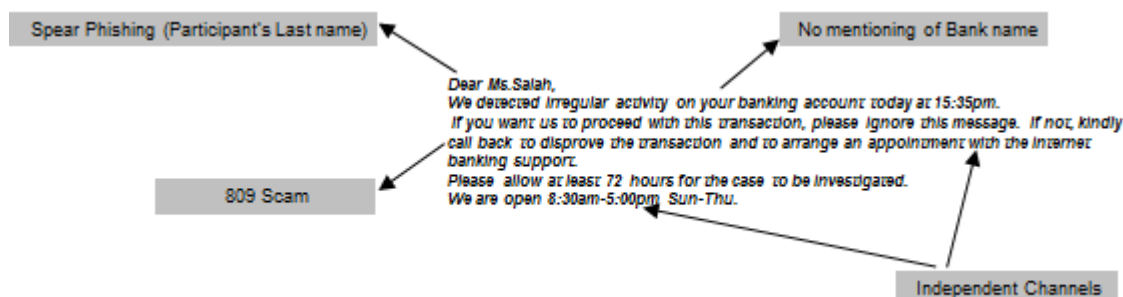 Spear Phishing (Participant's Last name)
No mentioning of Bank name
Dear Ms.Salah,
We detected irregular activity on your banking account today at 15:35pm.
If you want us to proceed with this transaction, please ignore this message. If not, kindly
call back to disprove the transaction and to arrange an appointment with the internet
banking support.
Please allow at least 72 hours for the case to be investigated.
We are open 8:30am-5:00pm Sun-Thu.
809 Scam
Independent Channels